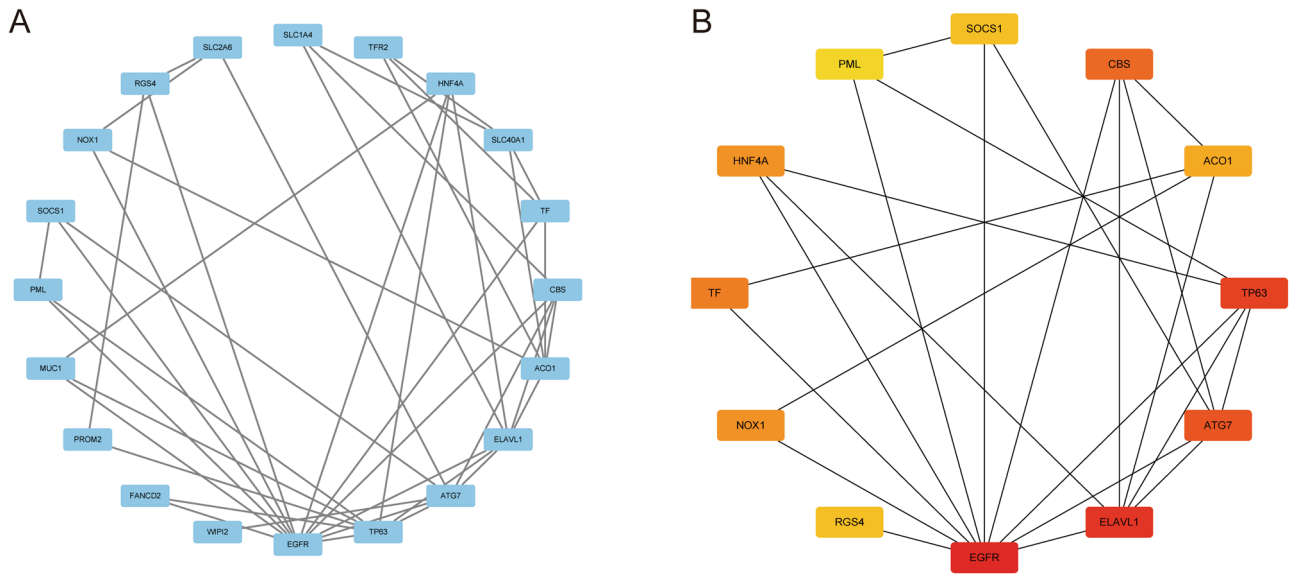 A
SLC1A4
SLC2A6
TFR2
RGS4
HNF4A
NOX1
SLC40A1
SOCS1
TF
PML
CBS
MUC1
ACO1
PROM2
ELAVL1
FANCD2
ATG7
WIPI2
TP63
EGFR
B
SOCS1
PML
CBS
HNF4A
ACO1
TF
TP63
NOX1
ATG7
RGS4
ELAVL1
EGFR